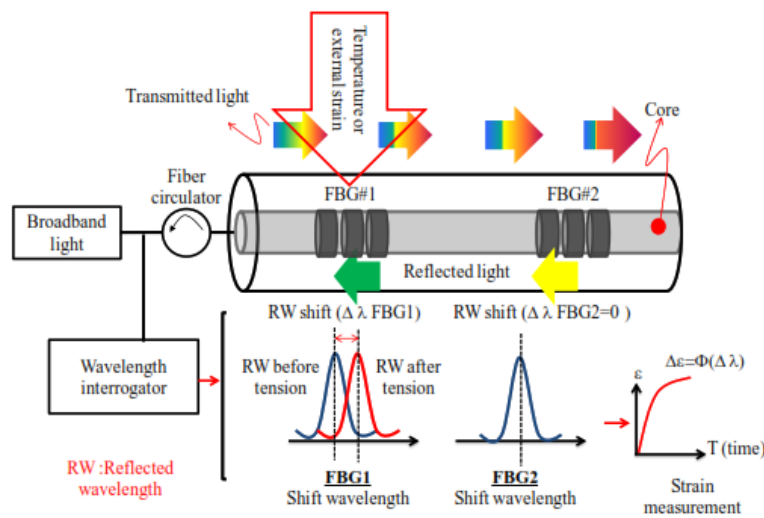 Temperature or
external strain
Transmitted light
Core
Fiber
circulator
FBG#1
FBG#2
Broadband
light
Reflected light
RW shift (Δ λ FBG1)
RW shift (Δ λ FBG2=0 )
Wavelength
interrogator
RW before
tension
RW after
tension
ε
Δε=Φ(Δλ)
T (time)
RW :Reflected
wavelength
FBG1
Shift wavelength
FBG2
Shift wavelength
Strain
measurement